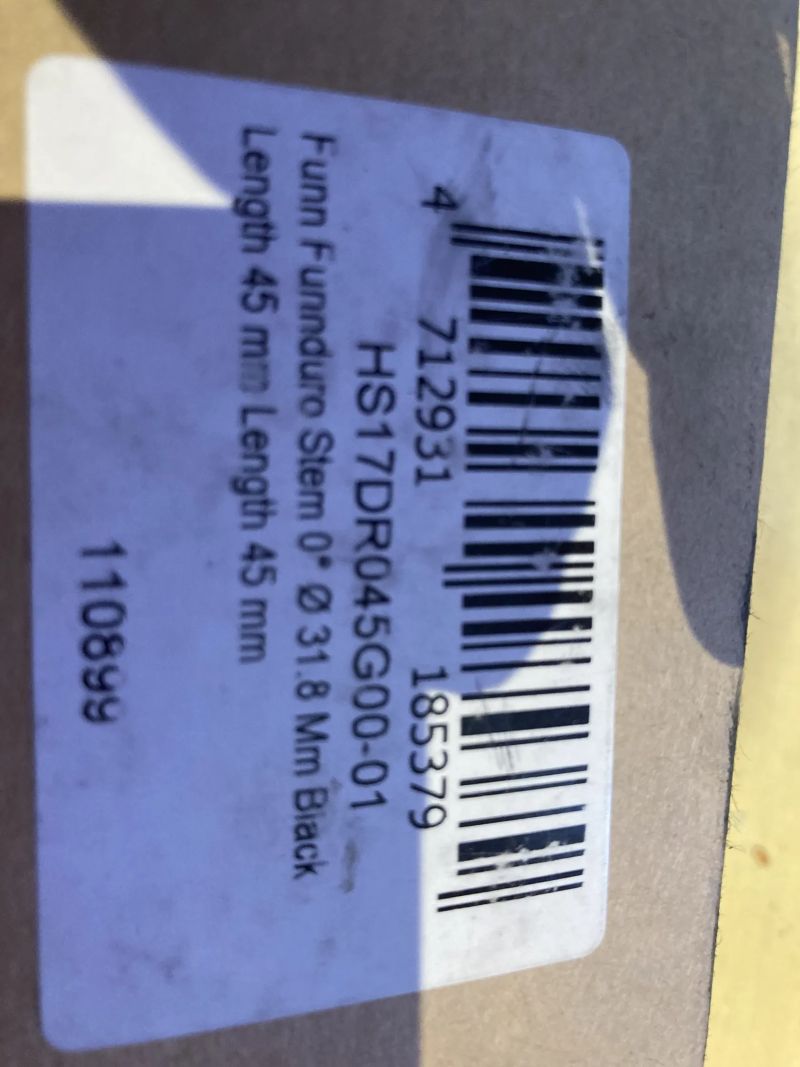 4 712931 185379
HS17DR045G00-01
Funn Funnduro Stem 0° Ø 31.8 Mm Black
Length 45 mm Length 45 mm
110899